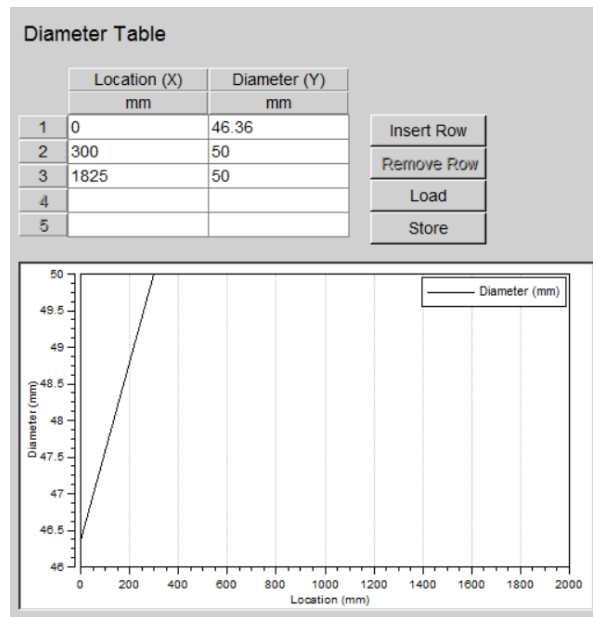 Diameter Table
Location (X) Diameter (Y)
mm mm
1 0 46.36
2 300 50
3 1825 50
4
5
Insert Row
Remove Row
Load
Store
50
49.5
49
48.5
48
47.5
47
46.5
46
Diameter (mm)
Diameter (mm)
0 200 400 600 800 1000 1200 1400 1600 1800 2000
Location (mm)